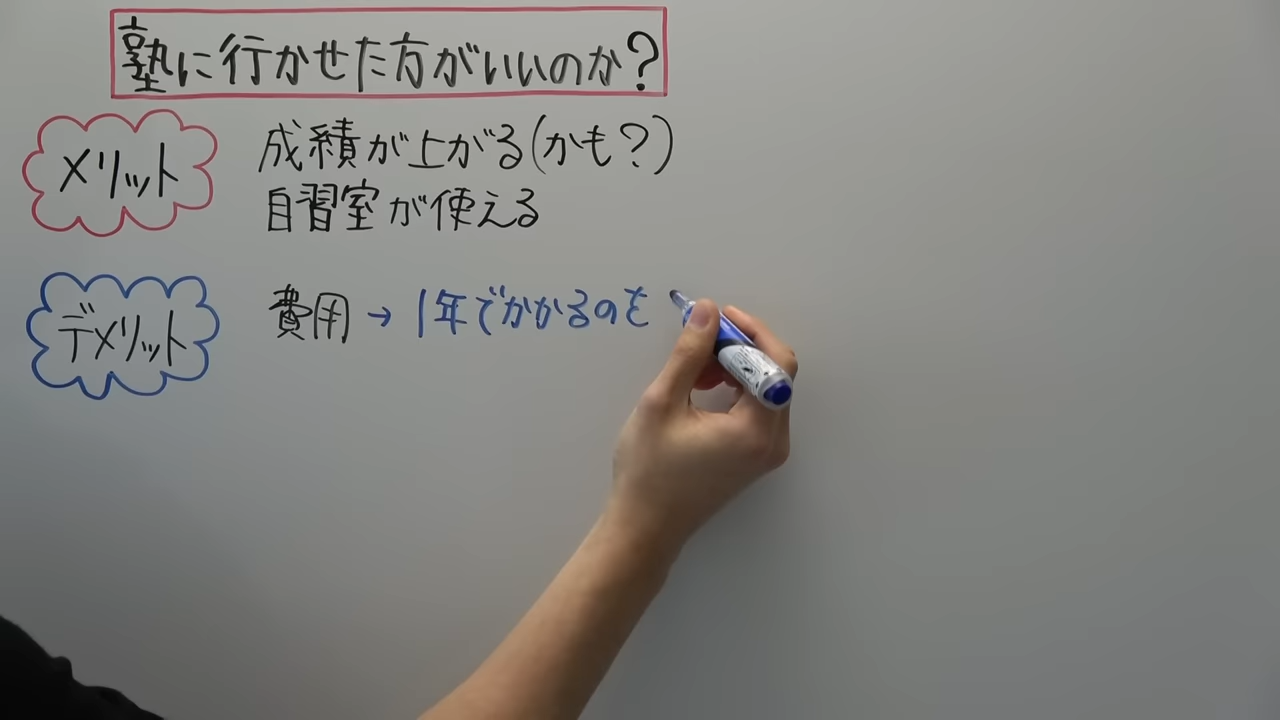 塾に行かせた方がいいのか?
メリット
成績が上がる(かも?)
自習室が使える
デメリット
費用→1年でかかるのを